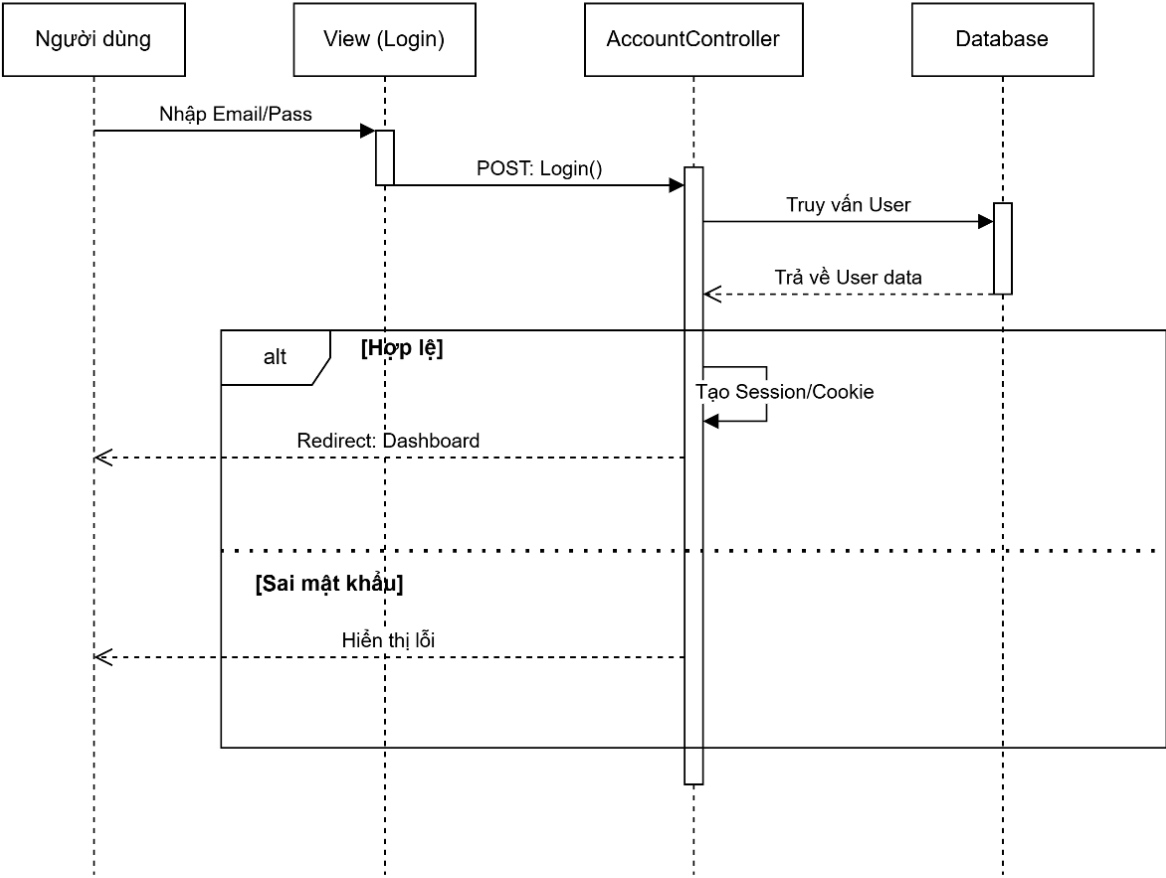 Người dùng
View (Login)
AccountController
Database
Nhập Email/Pass
POST: Login()
Truy vấn User
Trả về User data
alt
[Hợp lệ]
Tạo Session/Cookie
Redirect: Dashboard
[Sai mật khẩu]
Hiển thị lỗi